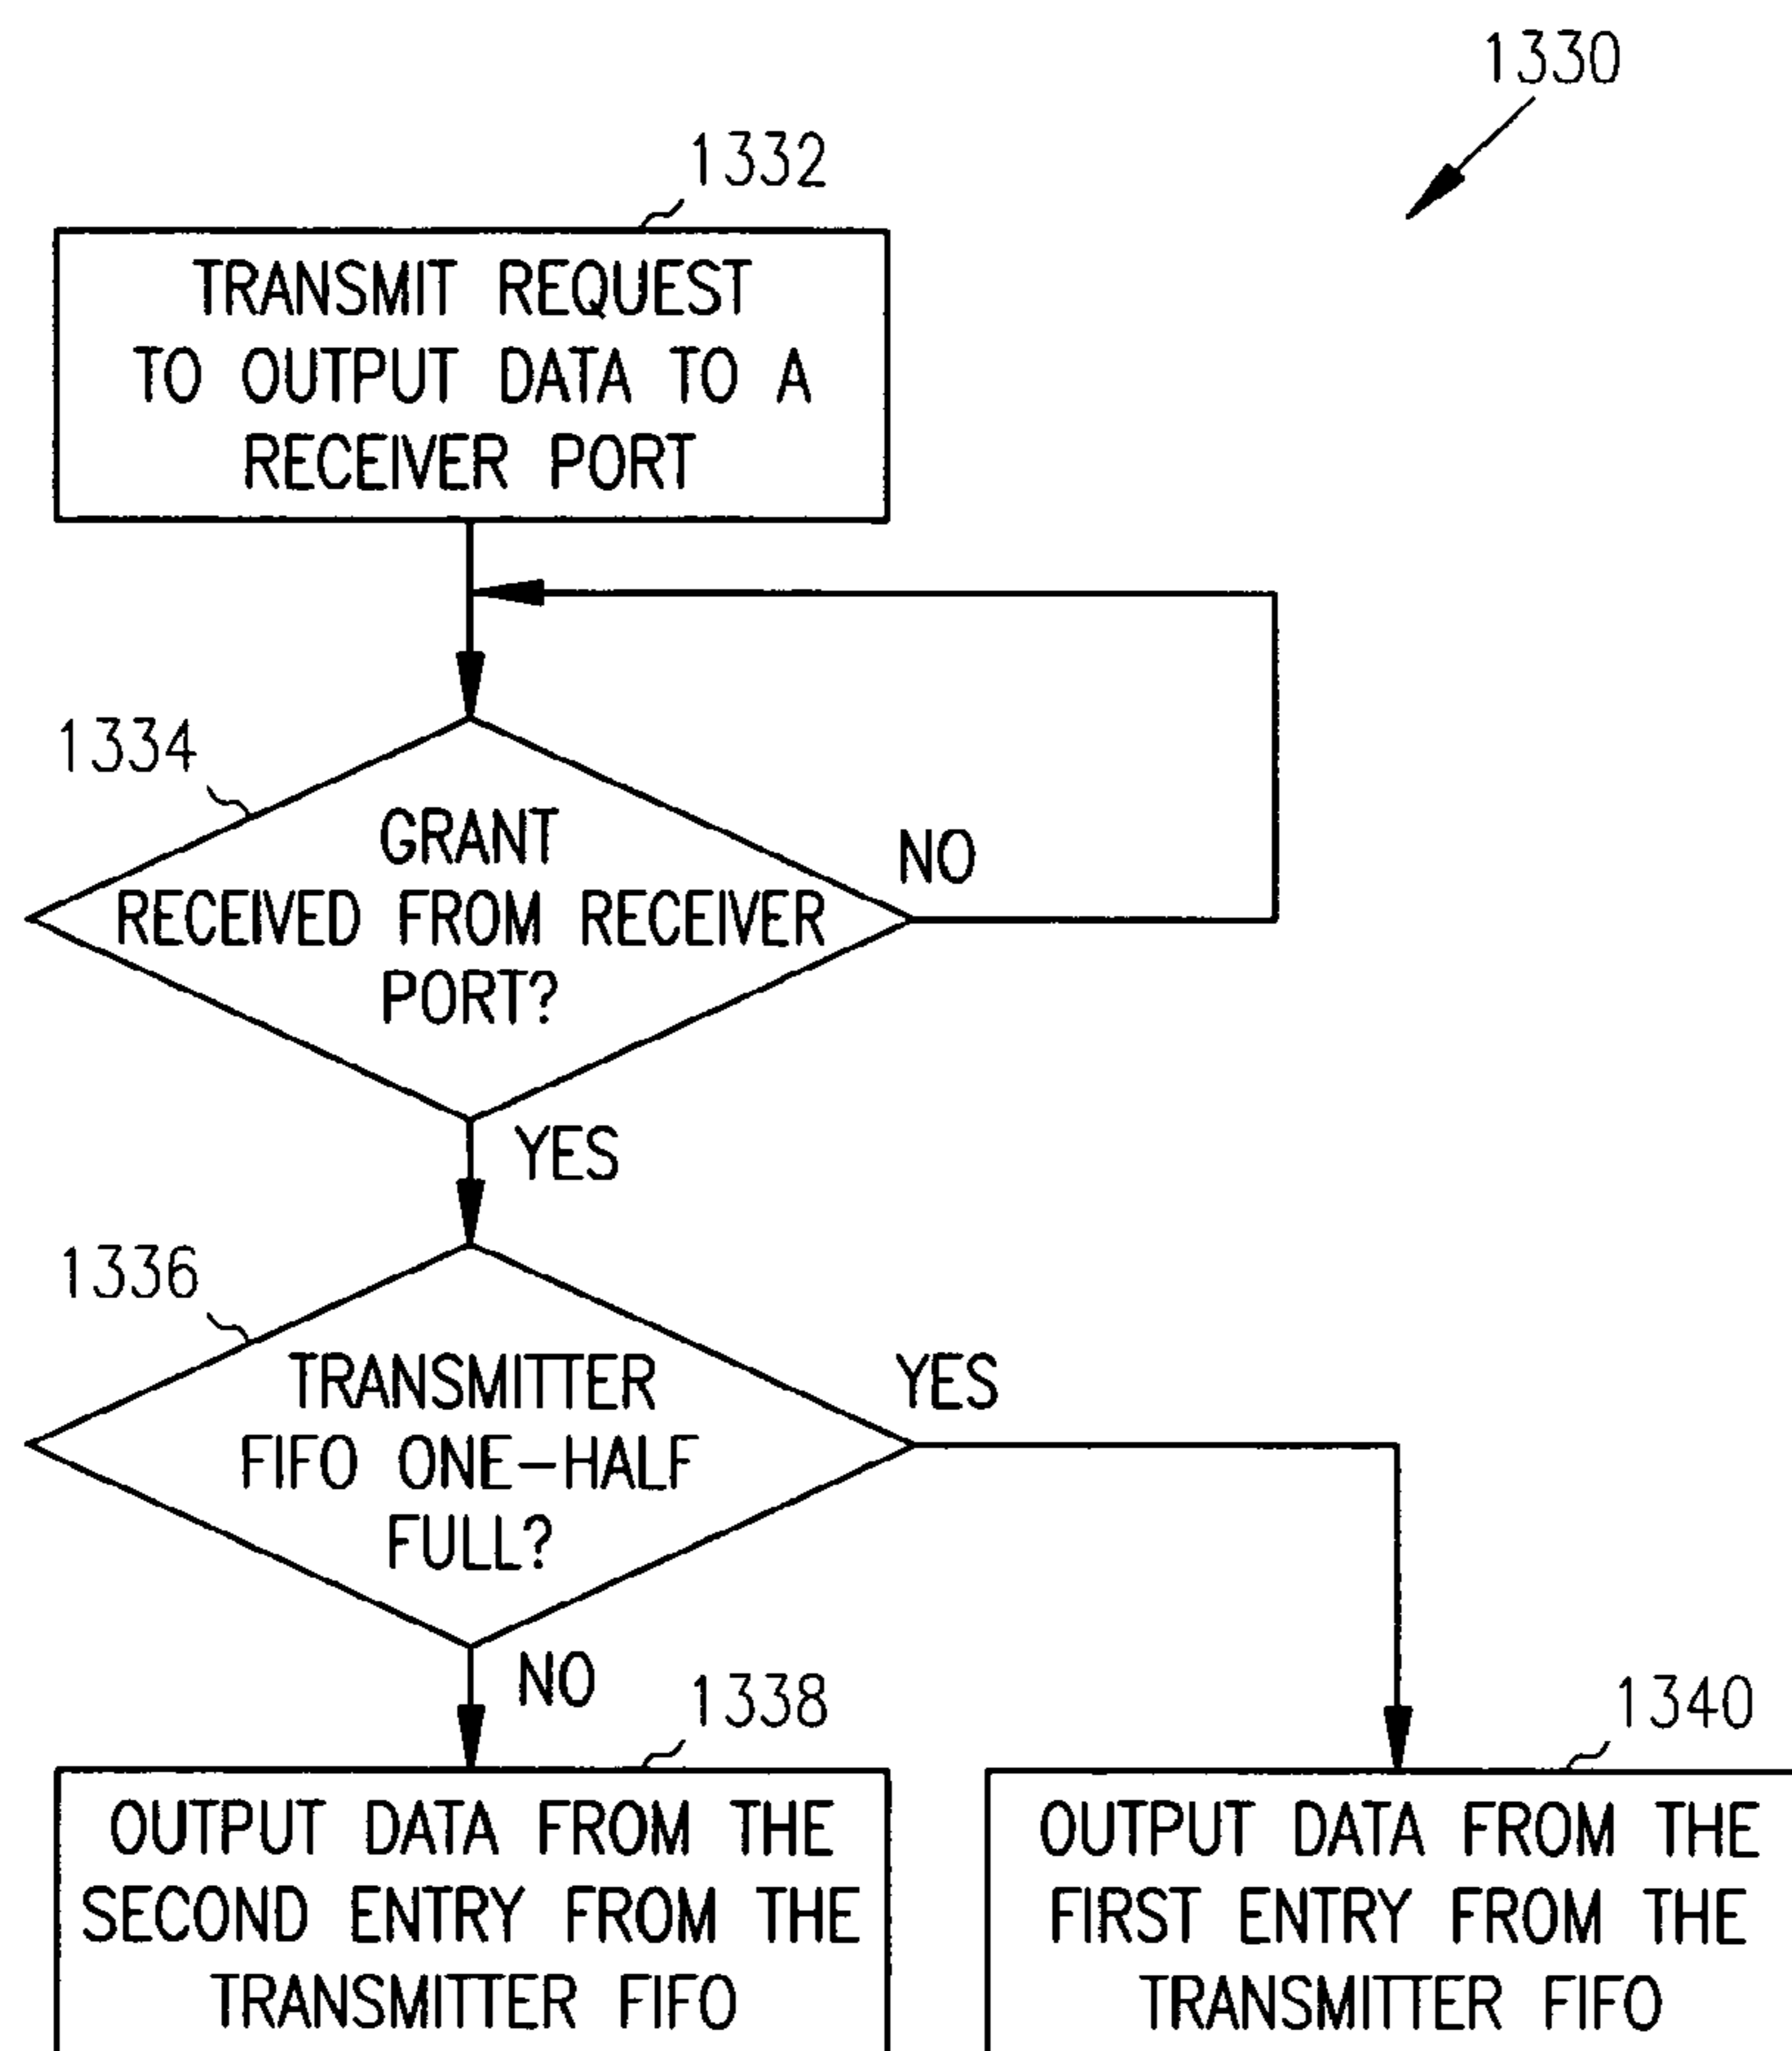 1330
1332
TRANSMIT REQUEST
TO OUTPUT DATA TO A
RECEIVER PORT
1334
GRANT
RECEIVED FROM RECEIVER
PORT?
NO
YES
1336
TRANSMITTER
FIFO ONE-HALF
FULL?
YES
NO
1338
OUTPUT DATA FROM THE
SECOND ENTRY FROM THE
TRANSMITTER FIFO
1340
OUTPUT DATA FROM THE
FIRST ENTRY FROM THE
TRANSMITTER FIFO